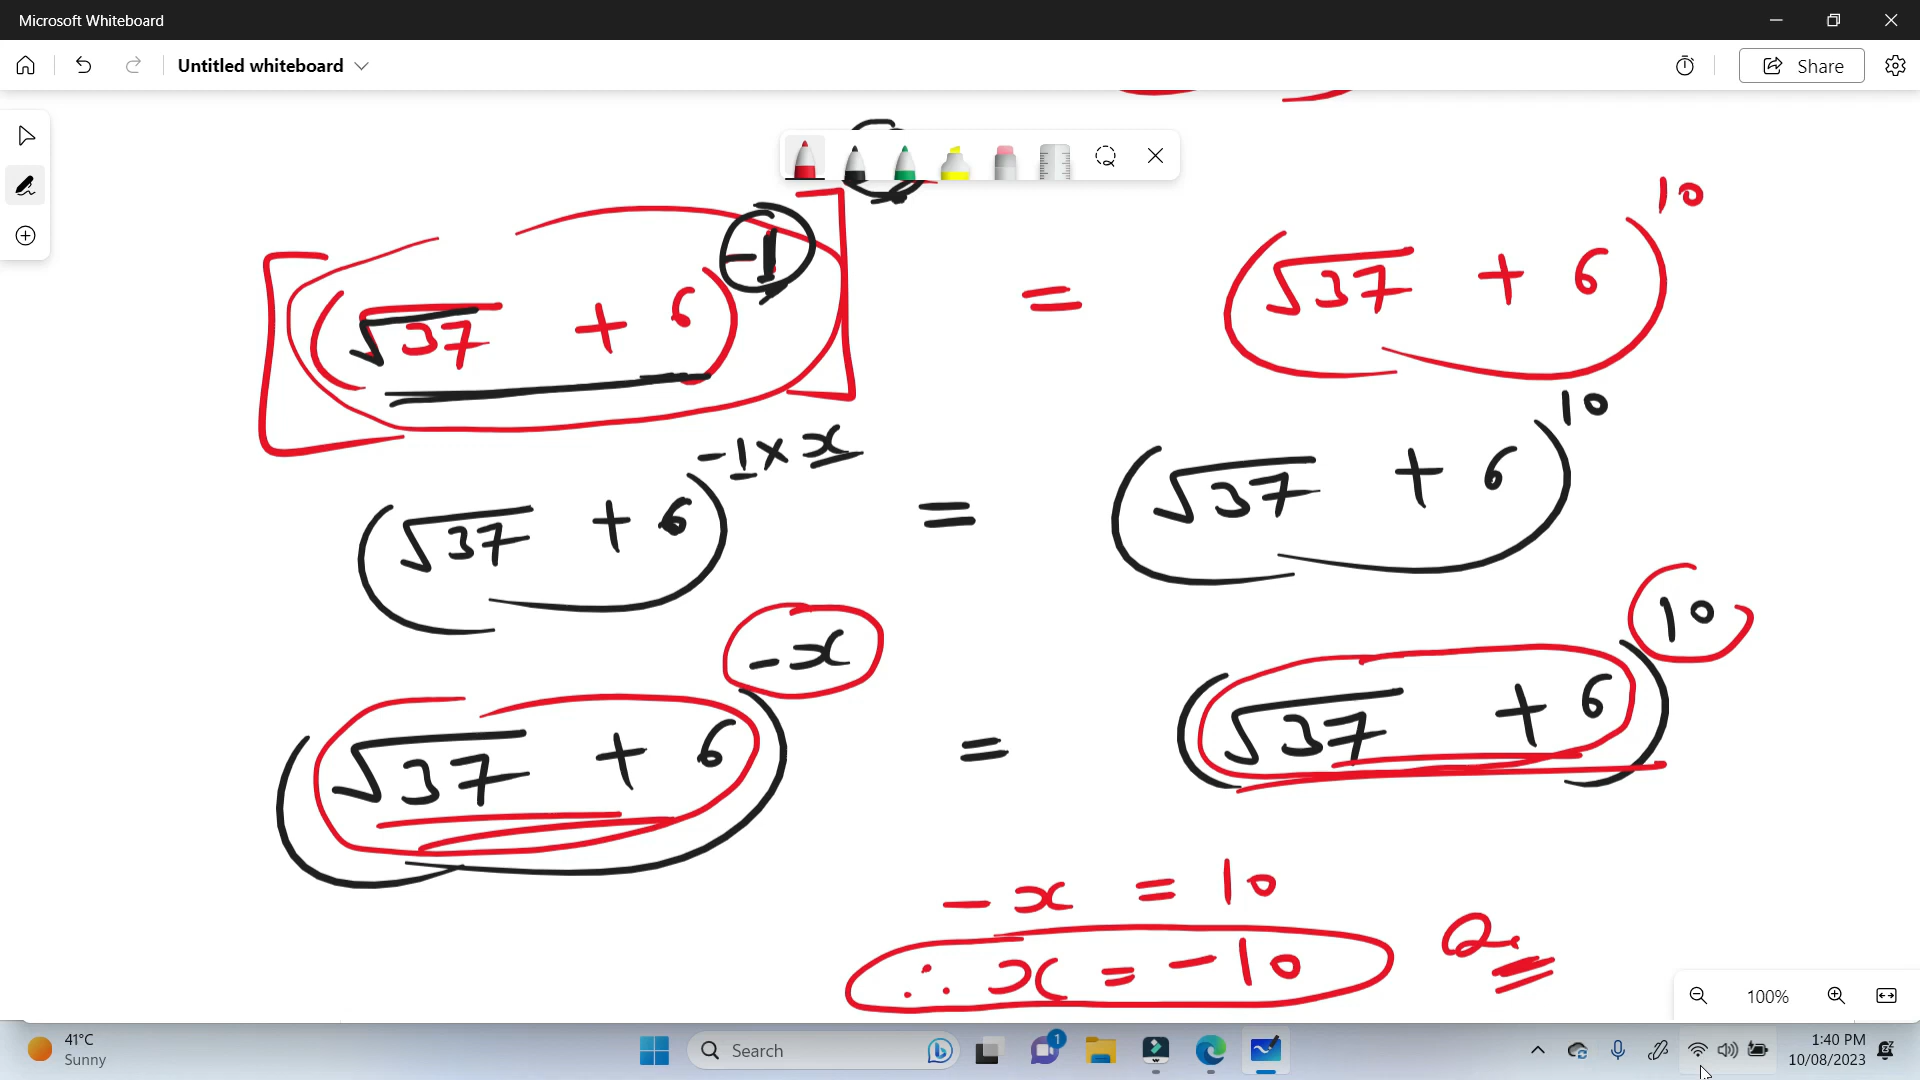 Microsoft Whiteboard
Untitled whiteboard
Share
[(√37 + 6)⁻¹] = (√37 + 6)¹⁰
(√37 + 6)⁻¹ˣ𝑥 = (√37 + 6)¹⁰
(√37 + 6)⁻𝑥 = (√37 + 6)¹⁰
-x = 10
∴ x = -10
100%
41°C
Sunny
Search
1
1:40 PM
10/08/2023